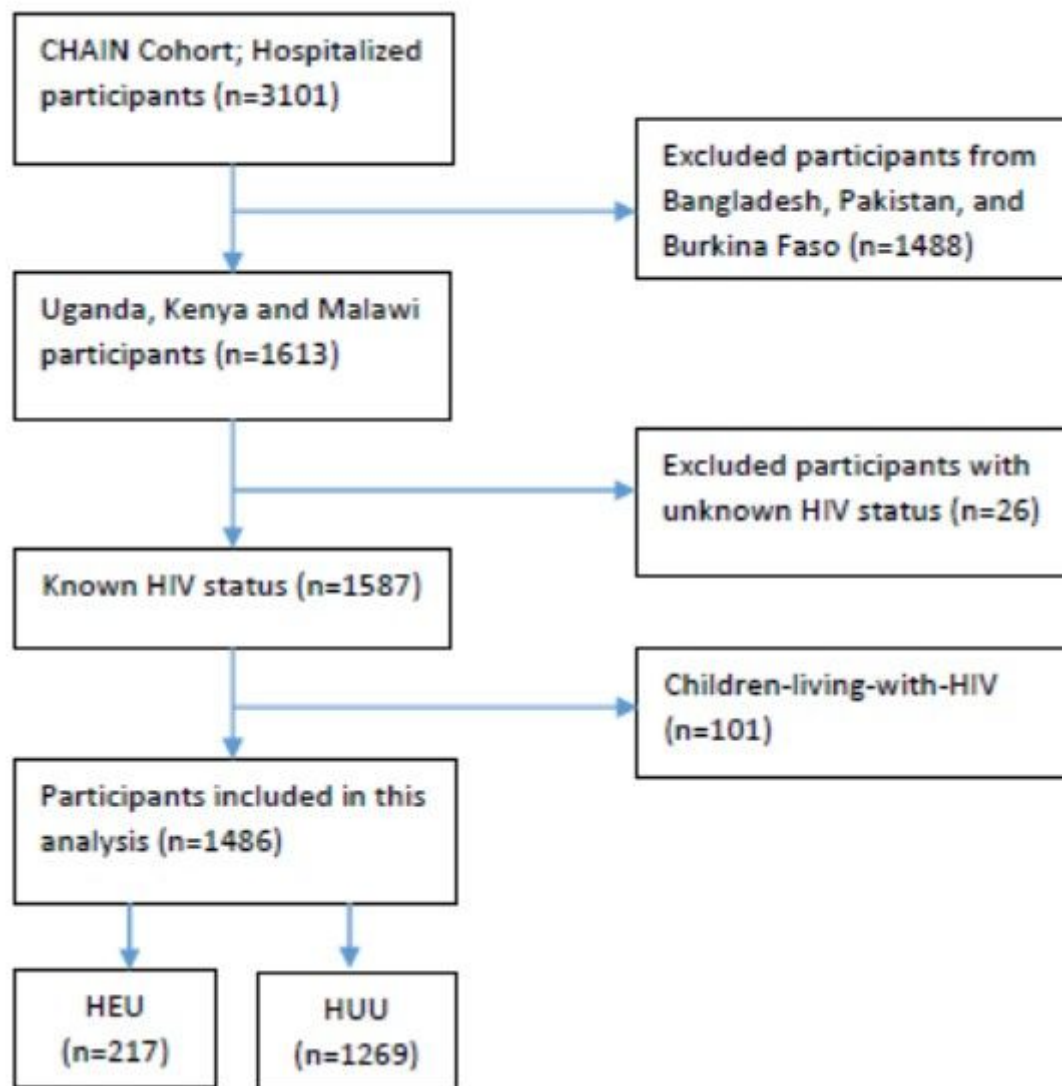 CHAIN Cohort; Hospitalized
participants (n=3101)
Excluded participants from
Bangladesh, Pakistan, and
Burkina Faso (n=1488)
Uganda, Kenya and Malawi
participants (n=1613)
Excluded participants with
unknown HIV status (n=26)
Known HIV status (n=1587)
Children-living-with-HIV
(n=101)
Participants included in this
analysis (n=1486)
HEU
(n=217)
HUU
(n=1269)